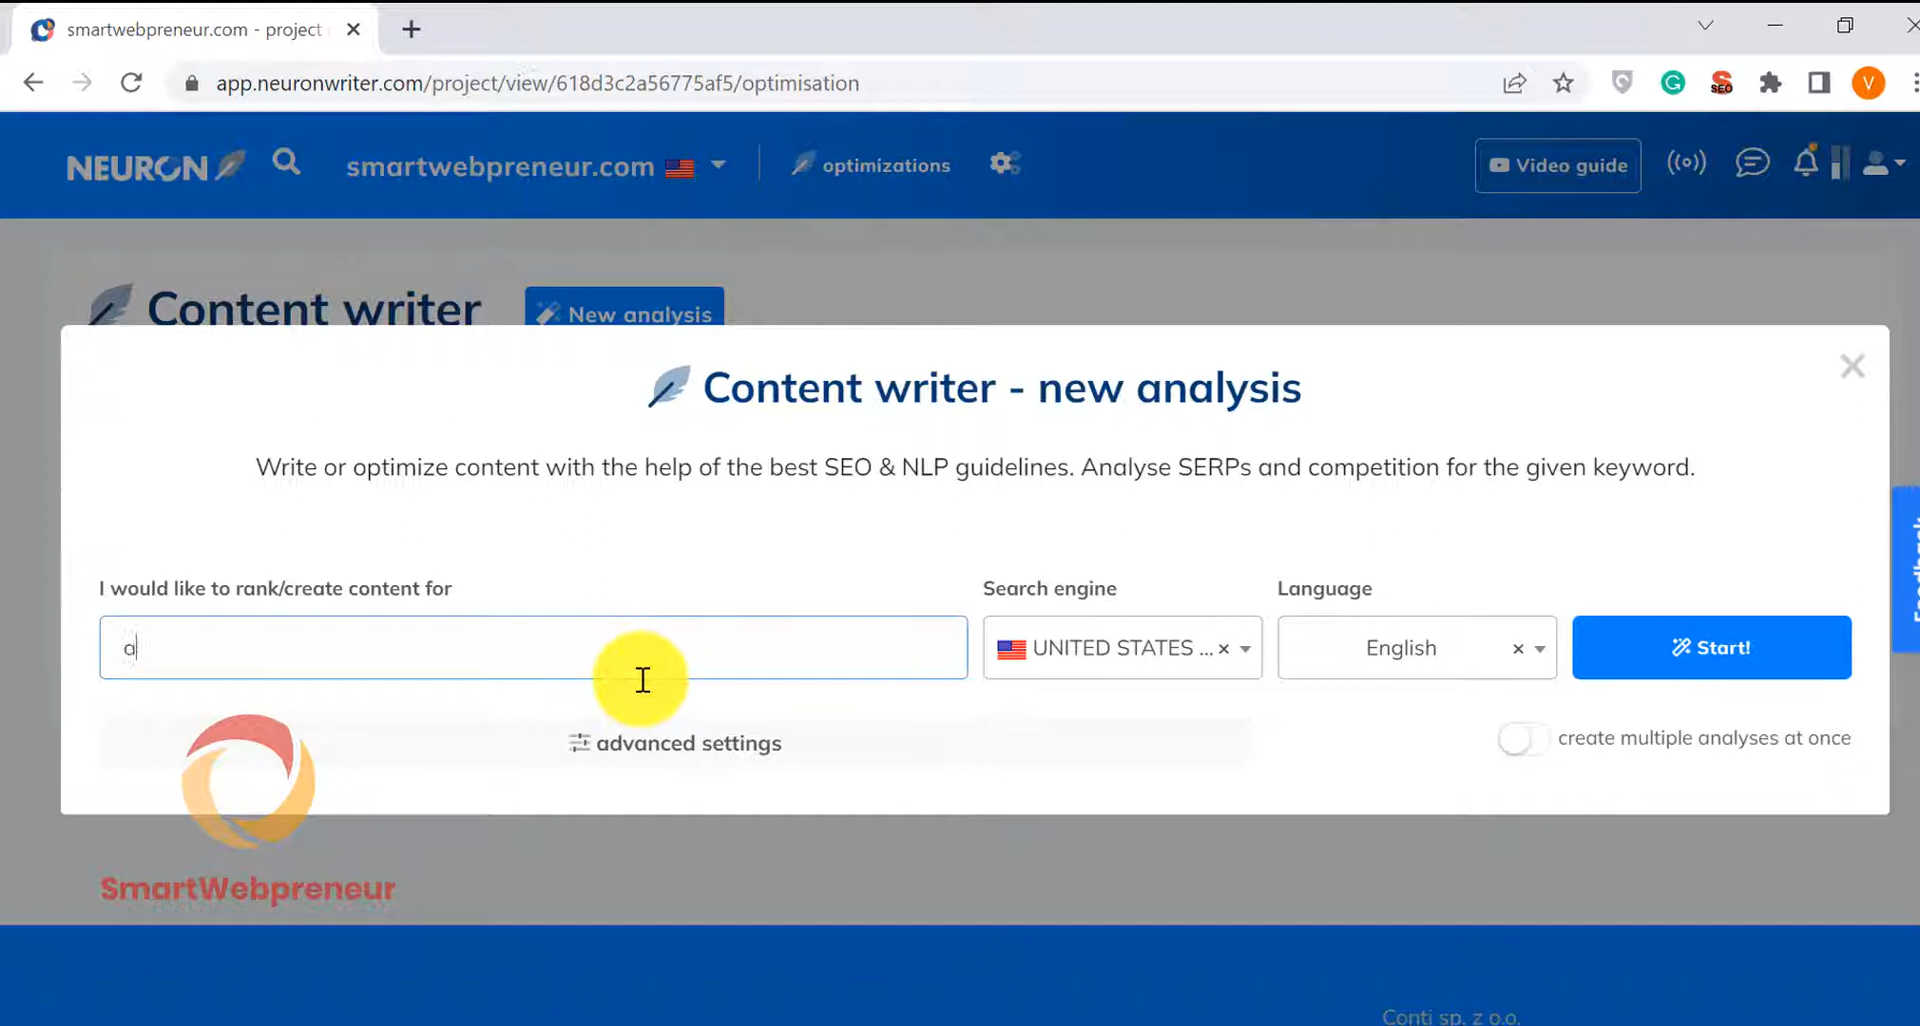 smartwebpreneur.com - project
app.neuronwriter.com/project/view/618d3c2a56775af5/optimisation
SEO
V
NEURON
smartwebpreneur.com
optimizations
Video guide
Content writer
New analysis
Content writer - new analysis
Write or optimize content with the help of the best SEO & NLP guidelines. Analyse SERPs and competition for the given keyword.
I would like to rank/create content for
Search engine
Language
a
UNITED STATES ...
English
Start!
advanced settings
create multiple analyses at once
SmartWebpreneur
Feedback
Conti sp. z o.o.